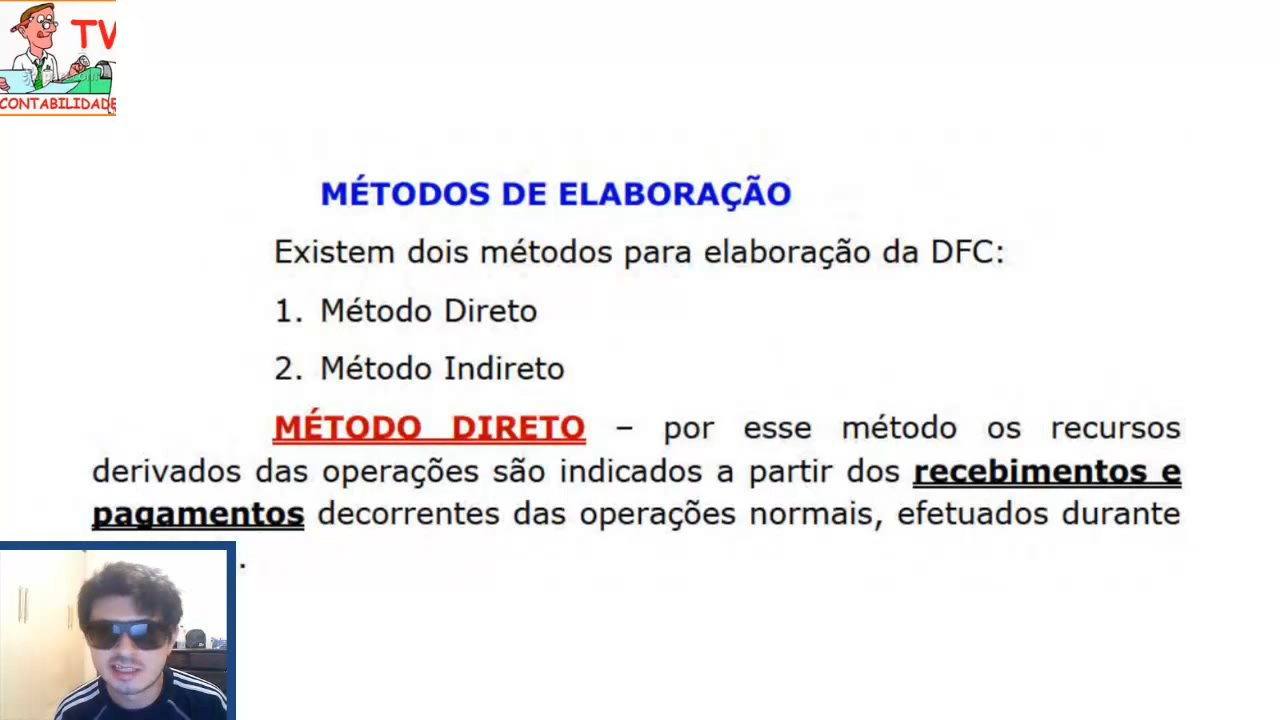 TV
CONTABILIDADE
MÉTODOS DE ELABORAÇÃO
Existem dois métodos para elaboração da DFC:
1. Método Direto
2. Método Indireto
MÉTODO DIRETO – por esse método os recursos
derivados das operações são indicados a partir dos recebimentos e
pagamentos decorrentes das operações normais, efetuados durante
.